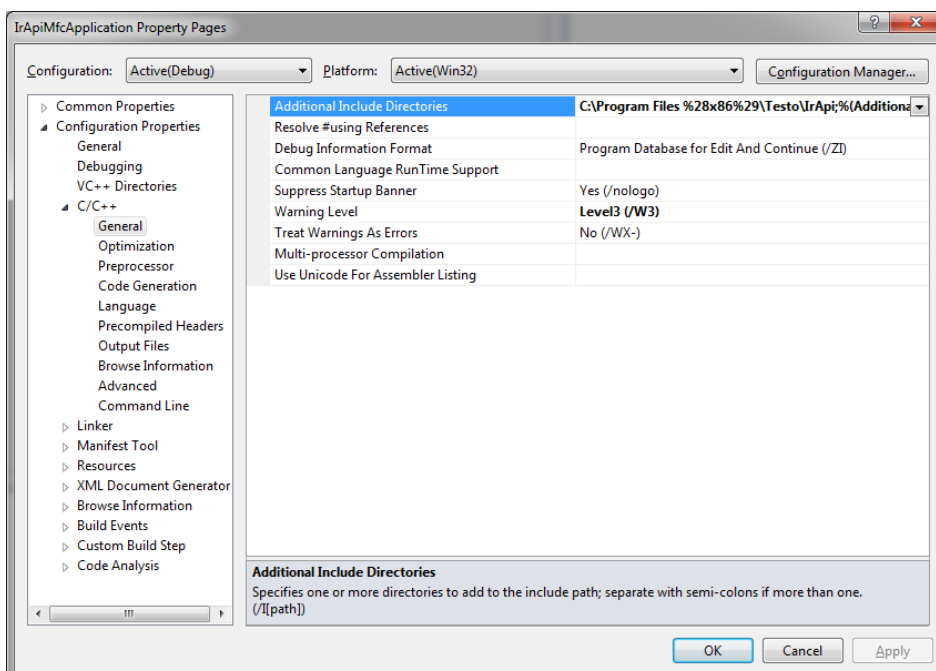 IrApiMfcApplication Property Pages
Configuration: Active(Debug) Platform: Active(Win32) Configuration Manager...
Common Properties
Configuration Properties
General
Debugging
VC++ Directories
C/C++
General
Optimization
Preprocessor
Code Generation
Language
Precompiled Headers
Output Files
Browse Information
Advanced
Command Line
Linker
Manifest Tool
Resources
XML Document Generator
Browse Information
Build Events
Custom Build Step
Code Analysis
Additional Include Directories C:\Program Files %28x86%29\Testo\IrApi;%(Additiona
Resolve #using References
Debug Information Format Program Database for Edit And Continue (/ZI)
Common Language RunTime Support
Suppress Startup Banner Yes (/nologo)
Warning Level Level3 (/W3)
Treat Warnings As Errors No (/WX-)
Multi-processor Compilation
Use Unicode For Assembler Listing
Additional Include Directories
Specifies one or more directories to add to the include path; separate with semi-colons if more than one.
(/I[path])
OK Cancel Apply